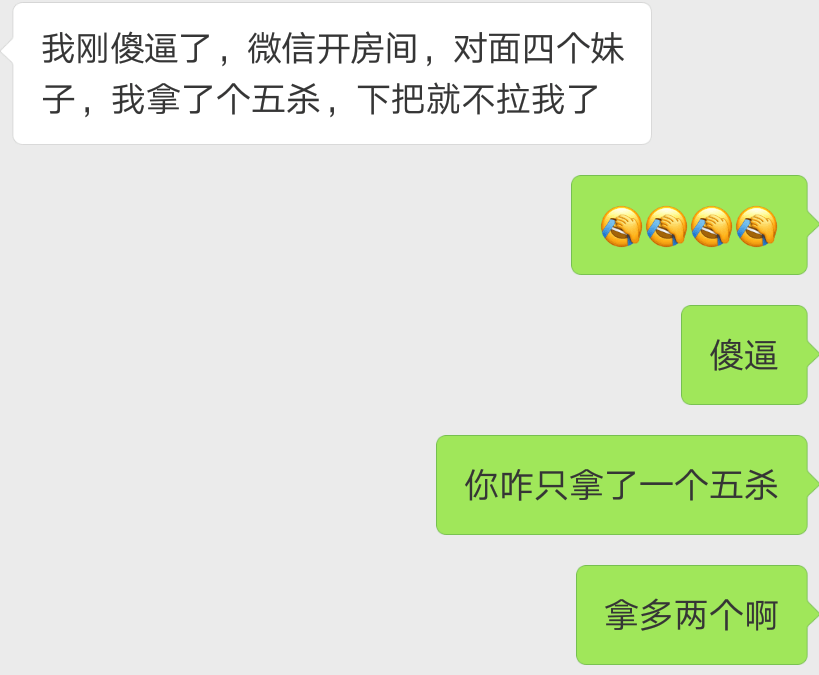 我刚傻逼了，微信开房间，对面四个妹
子，我拿了个五杀，下把就不拉我了
🤣🤣🤣🤣
傻逼
你咋只拿了一个五杀
拿多两个啊